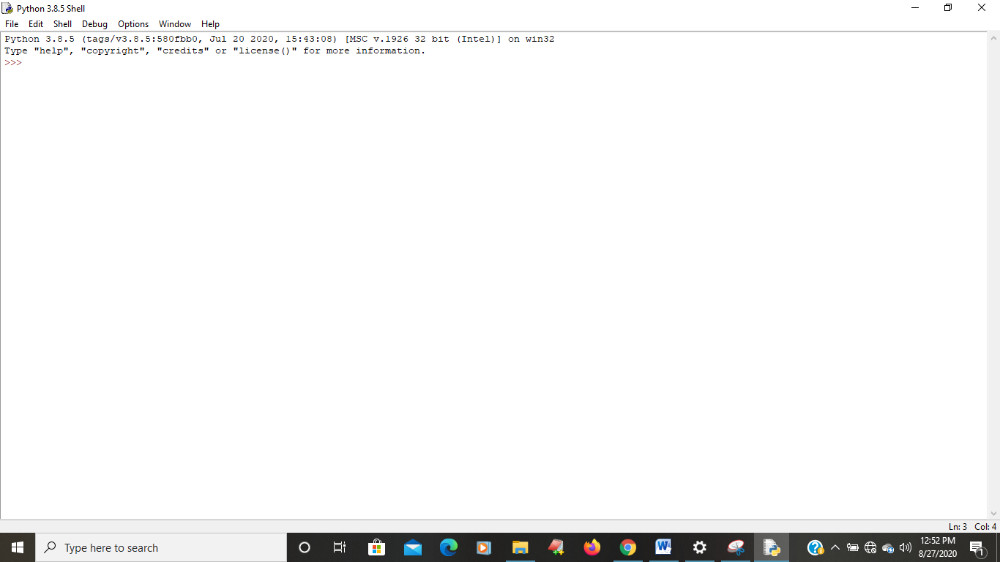 Python 3.8.5 Shell
File Edit Shell Debug Options Window Help
Python 3.8.5 (tags/v3.8.5:580fbb0, Jul 20 2020, 15:43:08) [MSC v.1926 32 bit (Intel)] on win32
Type "help", "copyright", "credits" or "license()" for more information.
>>>
Ln: 3 Col: 4
Type here to search
12:52 PM
8/27/2020
1